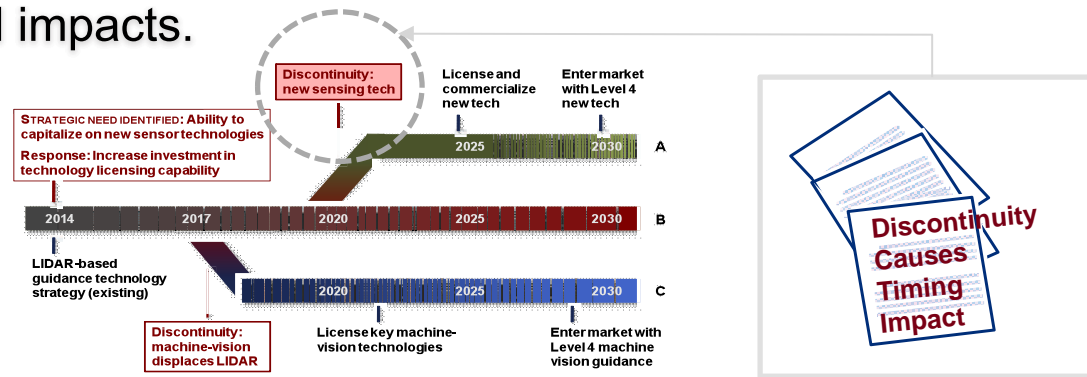 impacts.
Discontinuity:
new sensing tech
License and
commercialize
new tech
Enter market
with Level 4
new tech
STRATEGIC NEED IDENTIFIED: Ability to
capitalize on new sensor technologies
Response: Increase investment in
technology licensing capability
2025
2030
A
2014
2017
2020
2025
2030
B
LIDAR-based
guidance technology
strategy (existing)
2020
2025
2030
C
Discontinuity:
machine-vision
displaces LIDAR
License key machine-
vision technologies
Enter market with
Level 4 machine
vision guidance
Discontinuity
Causes
Timing
Impact